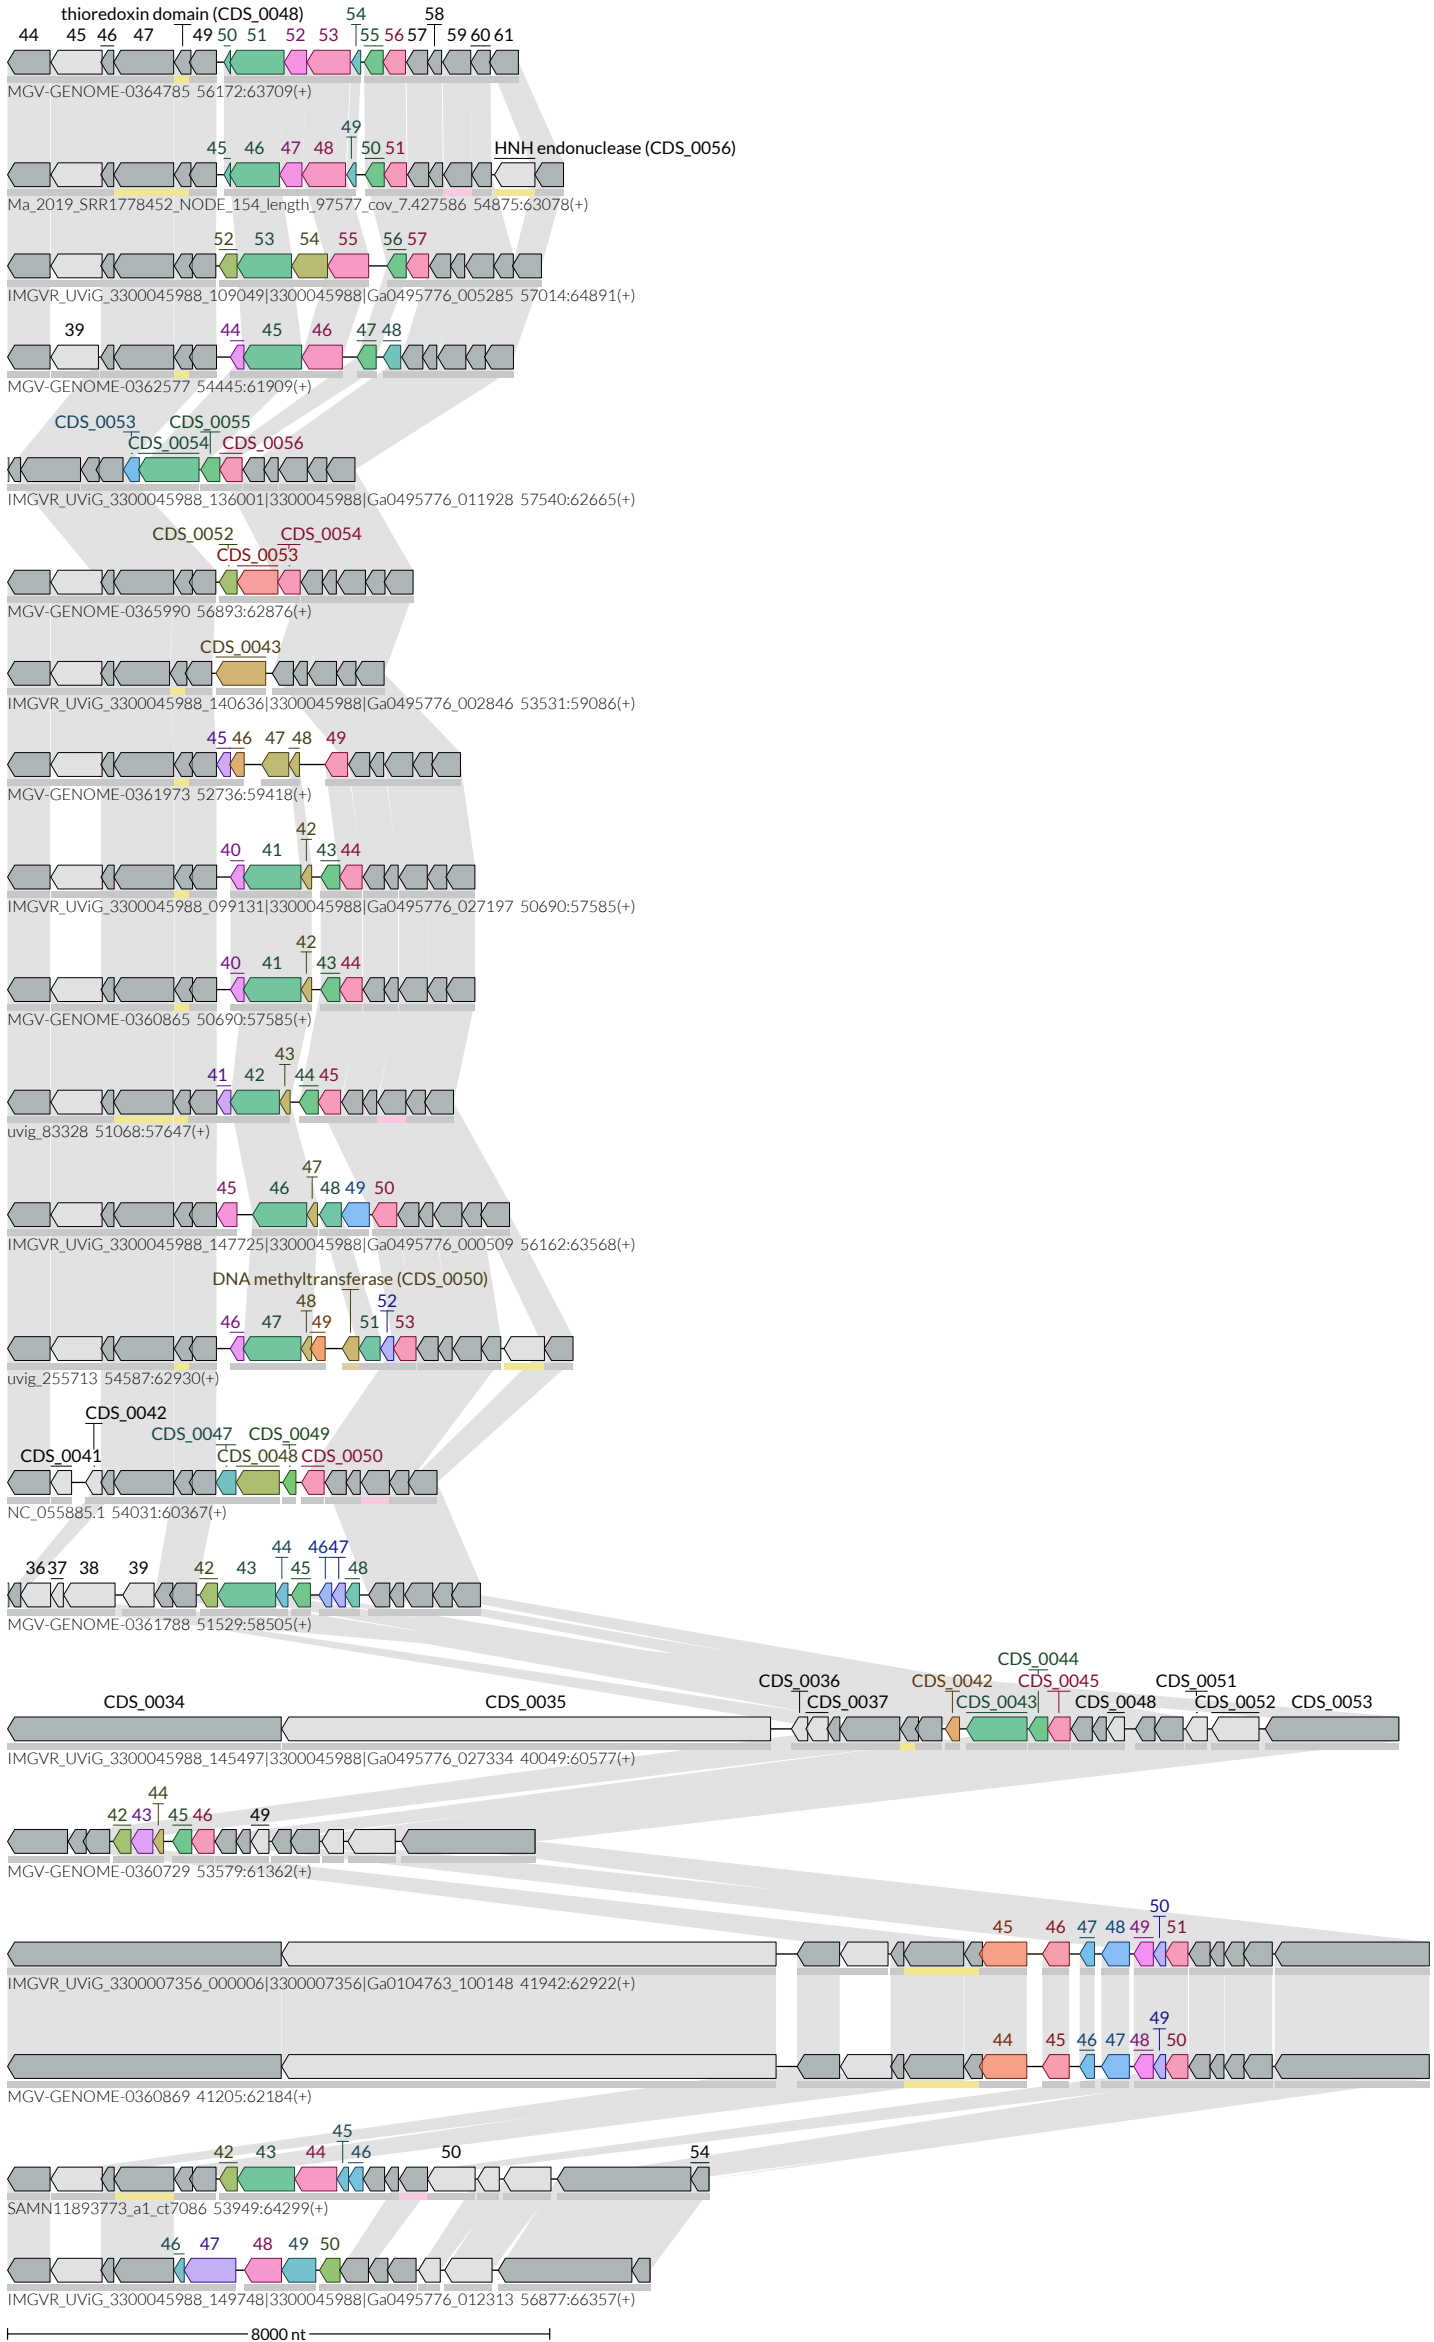 thioredoxin domain (CDS_0048) 54 58
44 45 46 47 49 50 51 52 53 55 56 57 59 60 61
MGV-GENOME-0364785 56172:63709(+)
49
45 46 47 48 50 51 HNH endonuclease (CDS_0056)
Ma_2019_SRR1778452_NODE_154_length_97577_cov_7.427586 54875:63078(+)
52 53 54 55 56 57
IMGVR_UViG_3300045988_109049|3300045988|Ga0495776_005285 57014:64891(+)
39 44 45 46 47 48
MGV-GENOME-0362577 54445:61909(+)
CDS_0053 CDS_0055
CDS_0054 CDS_0056
IMGVR_UViG_3300045988_136001|3300045988|Ga0495776_011928 57540:62665(+)
CDS_0052 CDS_0054
CDS_0053
MGV-GENOME-0365990 56893:62876(+)
CDS_0043
IMGVR_UViG_3300045988_140636|3300045988|Ga0495776_002846 53531:59086(+)
45 46 47 48 49
MGV-GENOME-0361973 52736:59418(+)
42
40 41 43 44
IMGVR_UViG_3300045988_099131|3300045988|Ga0495776_027197 50690:57585(+)
42
40 41 43 44
MGV-GENOME-0360865 50690:57585(+)
43
41 42 44 45
uvig_83328 51068:57647(+)
47
45 46 48 49 50
IMGVR_UViG_3300045988_147725|3300045988|Ga0495776_000509 56162:63568(+)
DNA methyltransferase (CDS_0050)
48 52
46 47 49 51 53
uvig_255713 54587:62930(+)
CDS_0042
CDS_0047 CDS_0049
CDS_0041 CDS_0048 CDS_0050
NC_055885.1 54031:60367(+)
44 46 47
36 37 38 39 42 43 45 48
MGV-GENOME-0361788 51529:58505(+)
CDS_0044
CDS_0036 CDS_0042 CDS_0045 CDS_0051
CDS_0034 CDS_0035 CDS_0037 CDS_0043 CDS_0048 CDS_0052 CDS_0053
IMGVR_UViG_3300045988_145497|3300045988|Ga0495776_027334 40049:60577(+)
44
42 43 45 46 49
MGV-GENOME-0360729 53579:61362(+)
50
45 46 47 48 49 51
IMGVR_UViG_3300007356_000006|3300007356|Ga0104763_100148 41942:62922(+)
49
44 45 46 47 48 50
MGV-GENOME-0360869 41205:62184(+)
45
42 43 44 46 50 54
SAMN11893773_a1_ct7086 53949:64299(+)
46 47 48 49 50
IMGVR_UViG_3300045988_149748|3300045988|Ga0495776_012313 56877:66357(+)
8000 nt